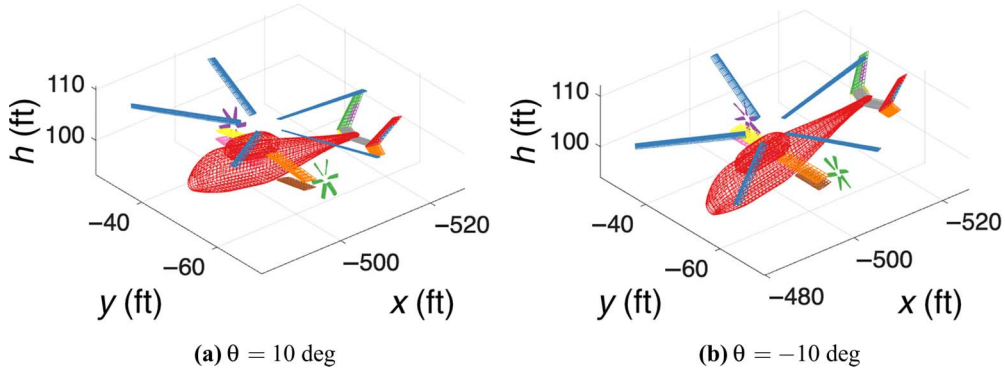 110
100
h (ft)
−40
−60
y (ft)
−500
−520
x (ft)
(a) θ = 10 deg
110
100
h (ft)
−40
−60
y (ft)
−480
−500
−520
x (ft)
(b) θ = −10 deg